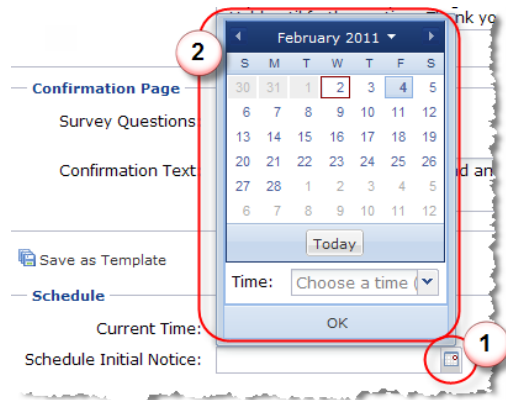 nk yo
2
February 2011
S M T W T F S
30 31 1 2 3 4 5
Confirmation Page
6 7 8 9 10 11 12
Survey Questions:
13 14 15 16 17 18 19
20 21 22 23 24 25 26
Confirmation Text
d an
27 28 1 2 3 4 5
6 7 8 9 10 11 12
Today
Save as Template
Time: Choose a time (
Schedule
Current Time:
OK
1
Schedule Initial Notice: